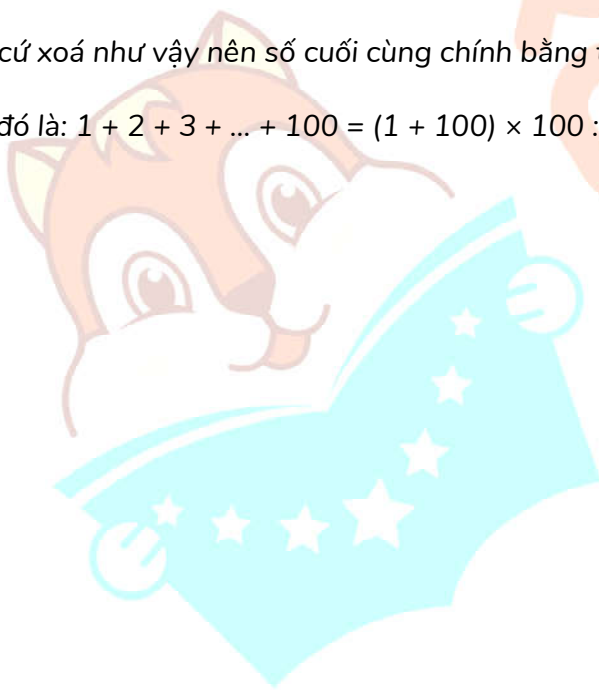 cứ xoá như vậy nên số cuối cùng chính bằng
đó là: 1 + 2 + 3 + ... + 100 = (1 + 100) × 100 :